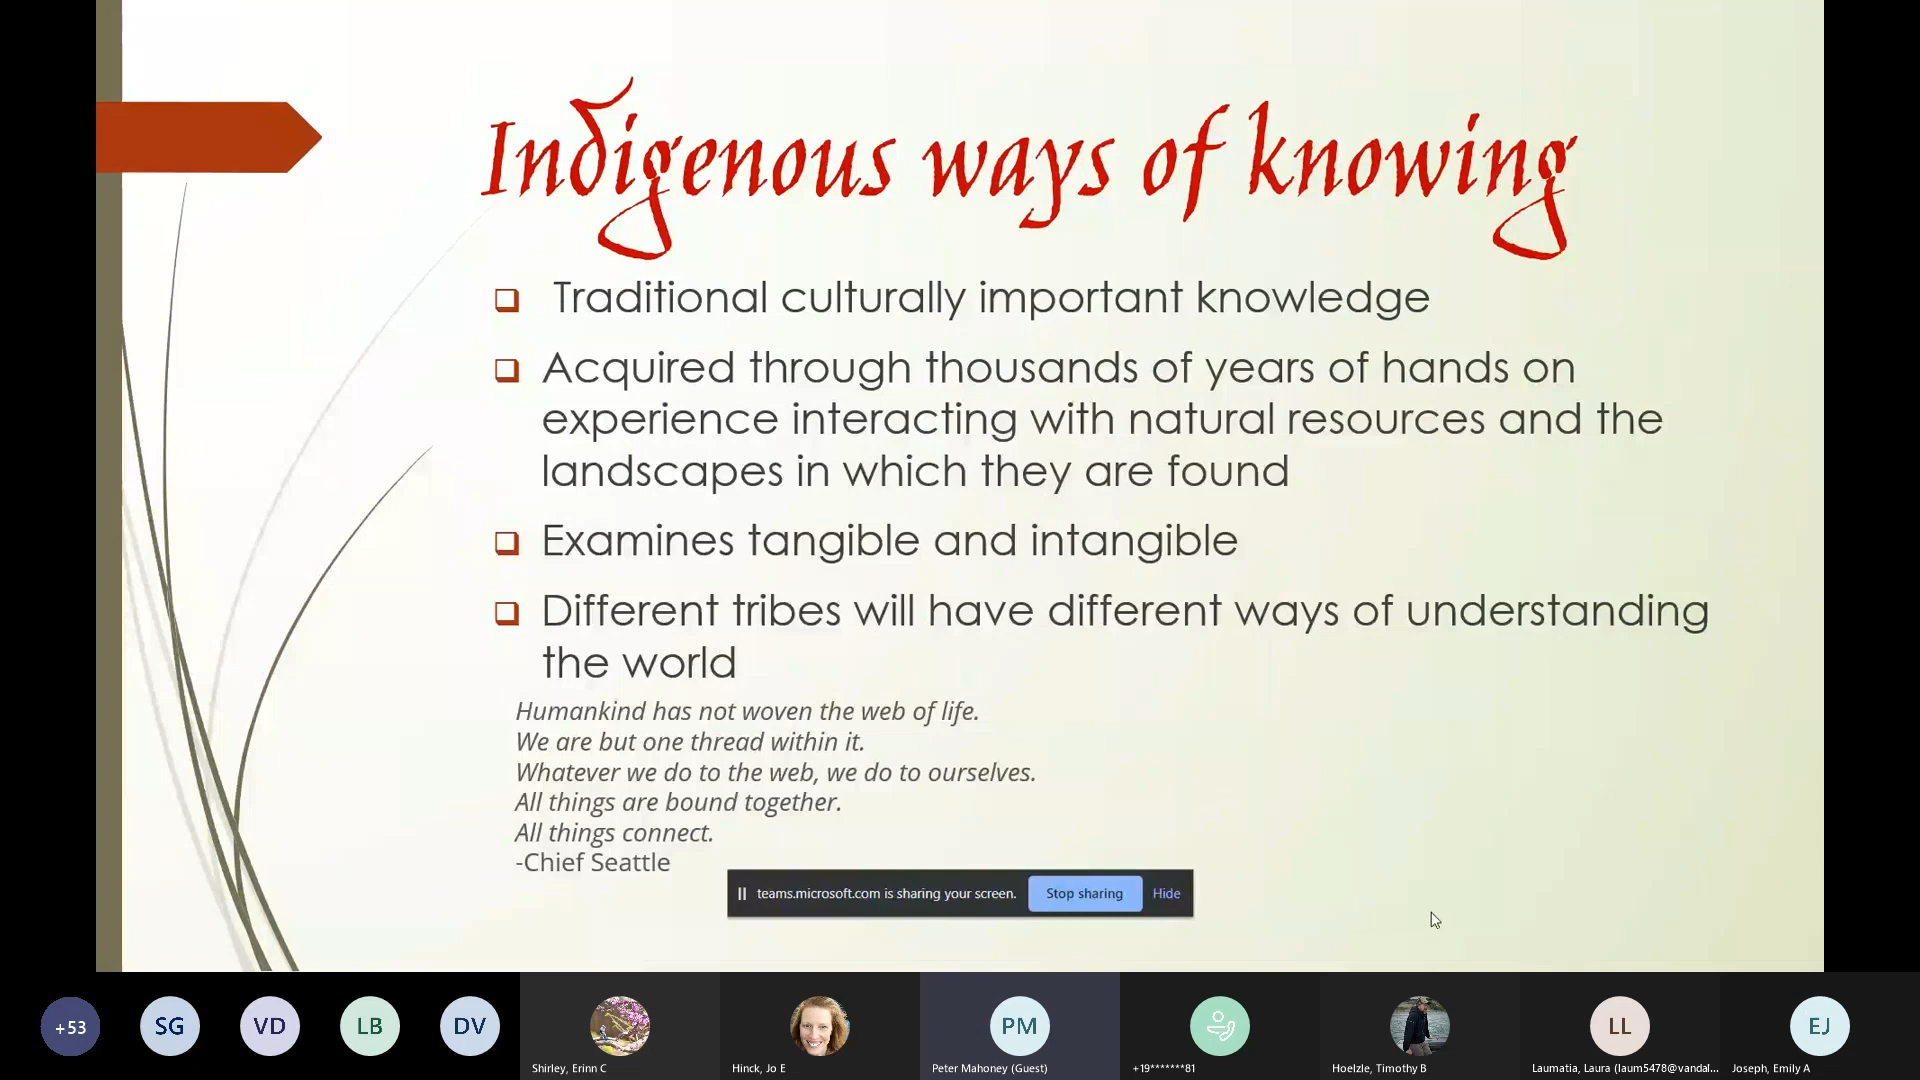 Indigenous ways of knowing
Traditional culturally important knowledge
Acquired through thousands of years of hands on
experience interacting with natural resources and the
landscapes in which they are found
Examines tangible and intangible
Different tribes will have different ways of understanding
the world
Humankind has not woven the web of life.
We are but one thread within it.
Whatever we do to the web, we do to ourselves.
All things are bound together.
All things connect.
-Chief Seattle
teams.microsoft.com is sharing your screen. Stop sharing Hide
+53 SG VD LB DV PM LL EJ
Shirley, Erinn C Hinck, Jo E Peter Mahoney (Guest) +19*******81 Hoelzle, Timothy B Laumatia, Laura (laum5478@vandal... Joseph, Emily A